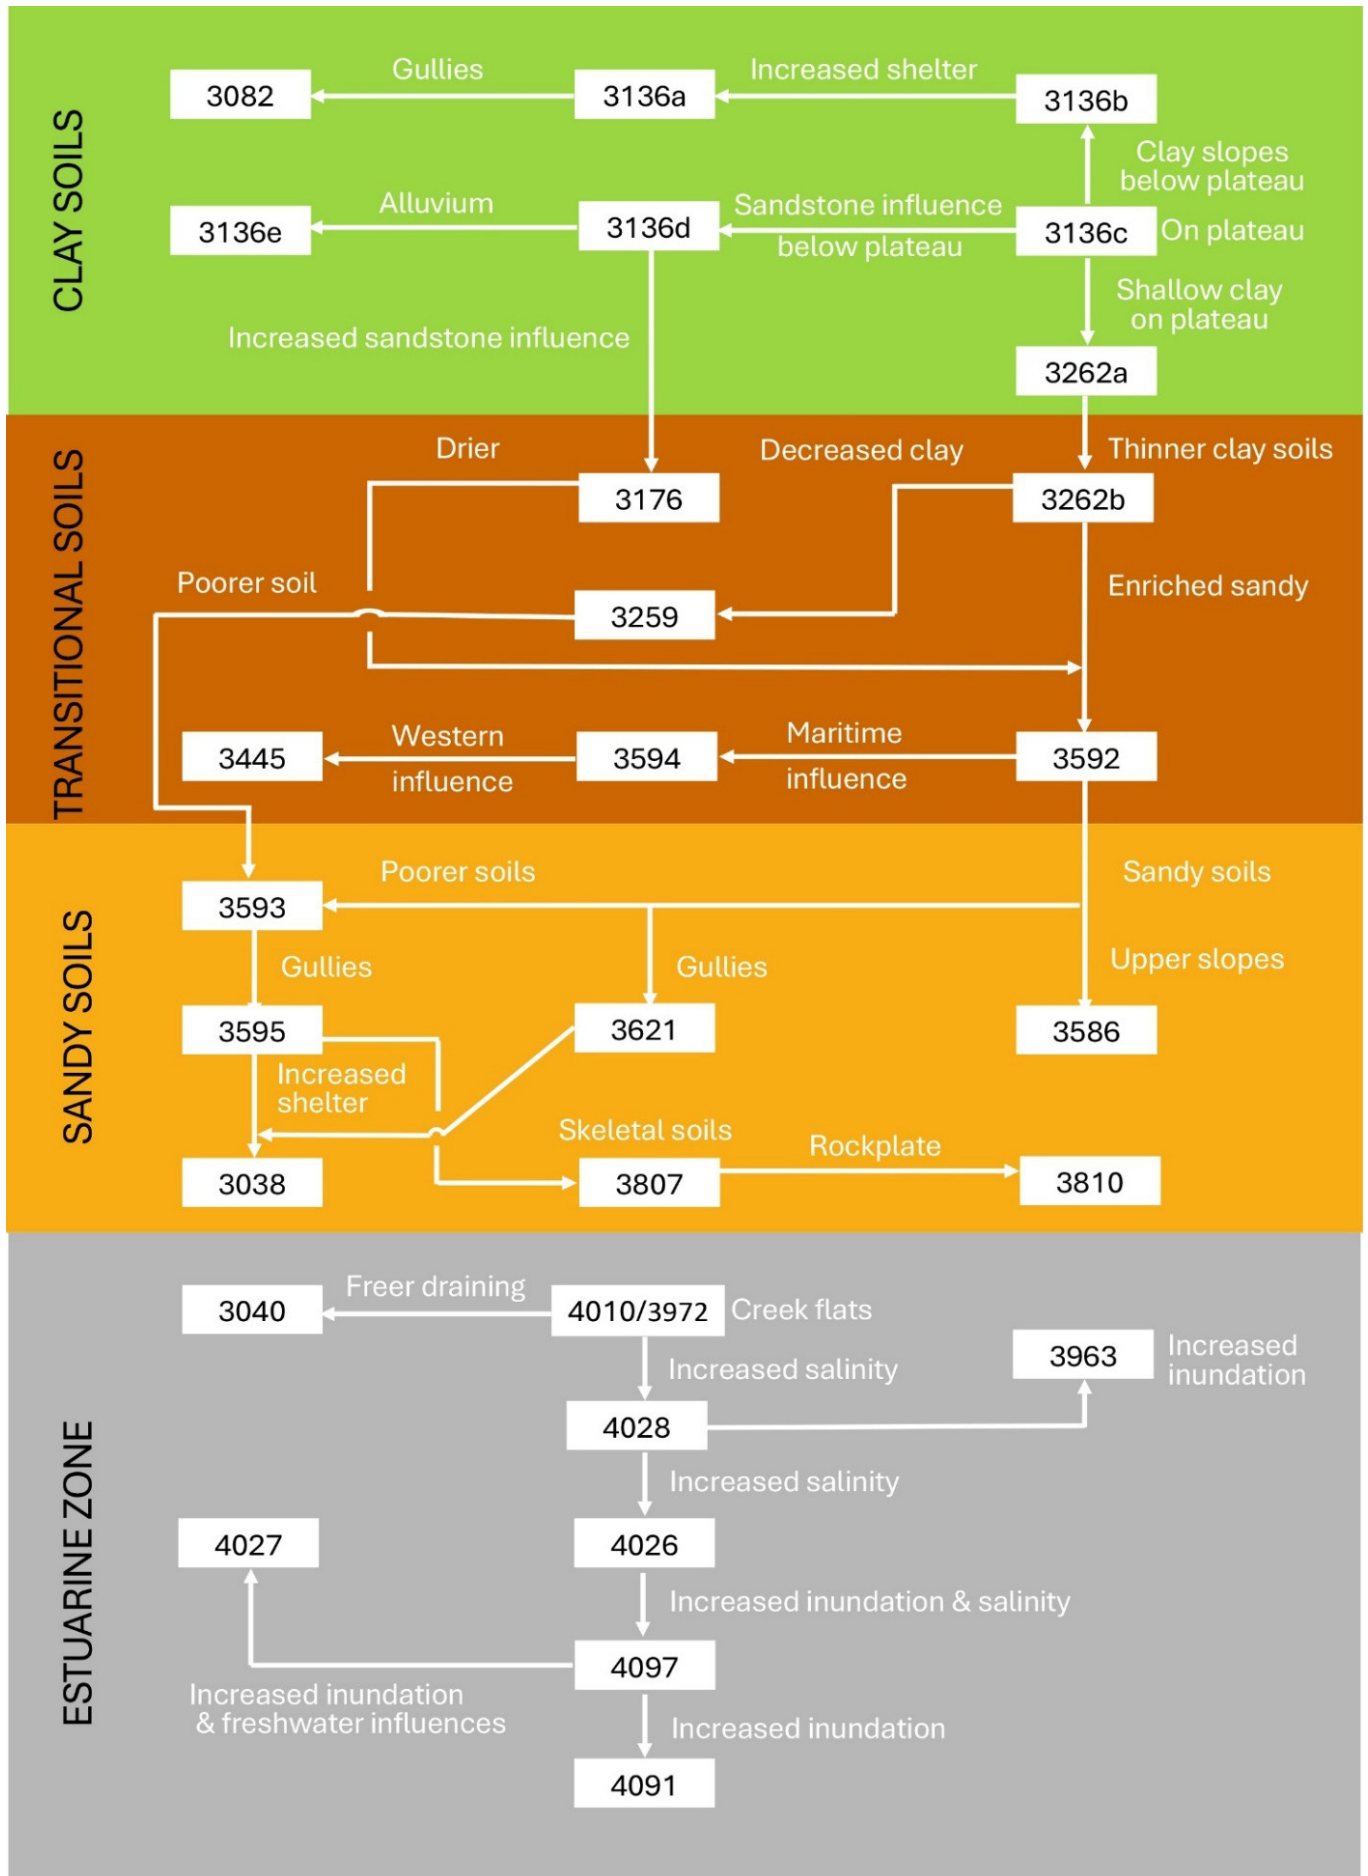 CLAY SOILS
3082
Gullies
3136a
Increased shelter
3136b
Clay slopes
below plateau
3136e
Alluvium
3136d
Sandstone influence
below plateau
3136c
On plateau
Shallow clay
on plateau
Increased sandstone influence
3262a
TRANSITIONAL SOILS
Drier
Decreased clay
Thinner clay soils
3176
3262b
Poorer soil
3259
Enriched sandy
3445
Western
influence
3594
Maritime
influence
3592
SANDY SOILS
Poorer soils
Sandy soils
3593
Gullies
Gullies
Upper slopes
3595
3621
3586
Increased
shelter
Skeletal soils
Rockplate
3038
3807
3810
ESTUARINE ZONE
3040
Freer draining
4010/3972
Creek flats
Increased salinity
3963
Increased
inundation
4028
Increased salinity
4027
4026
Increased inundation & salinity
4097
Increased inundation
& freshwater influences
Increased inundation
4091